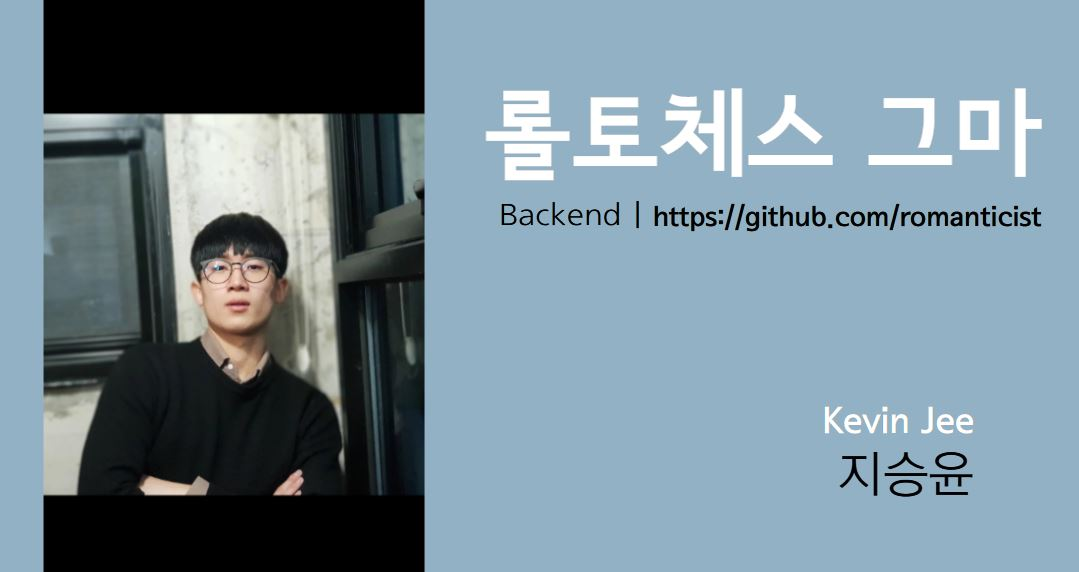 롤토체스 그마
Backend | https://github.com/romanticist
Kevin Jee
지승윤